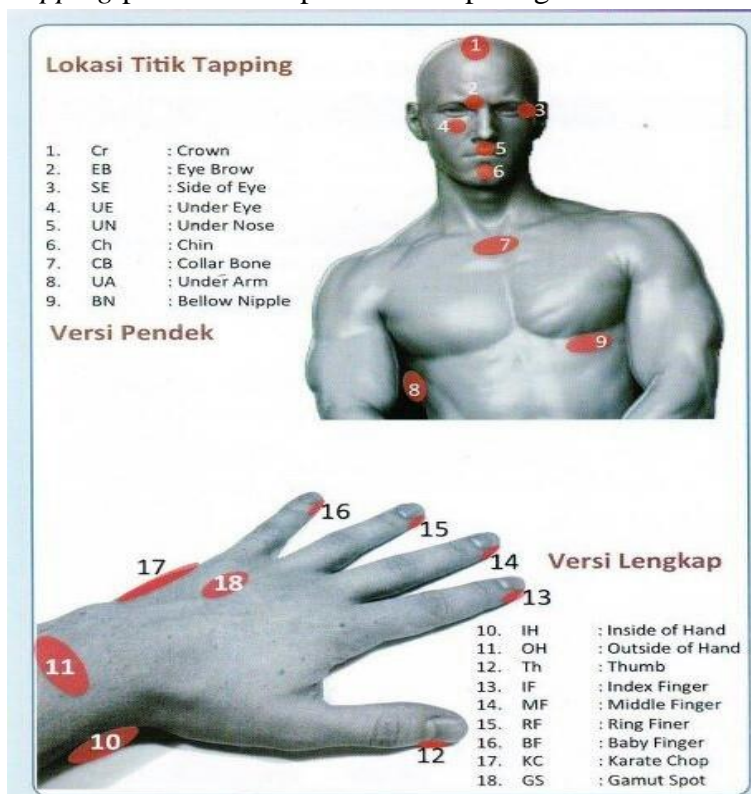 Lokasi Titik Tapping
1. Cr : Crown
2. EB : Eye Brow
3. SE : Side of Eye
4. UE : Under Eye
5. UN : Under Nose
6. Ch : Chin
7. CB : Collar Bone
8. UA : Under Arm
9. BN : Bellow Nipple
Versi Pendek
1
2
3
4
5
6
7
9
8
16
15
17
14
18
Versi Lengkap
13
10. IH : Inside of Hand
11. OH : Outside of Hand
12. Th : Thumb
13. IF : Index Finger
14. MF : Middle Finger
15. RF : Ring Finer
16. BF : Baby Finger
17. KC : Karate Chop
18. GS : Gamut Spot
11
10
12